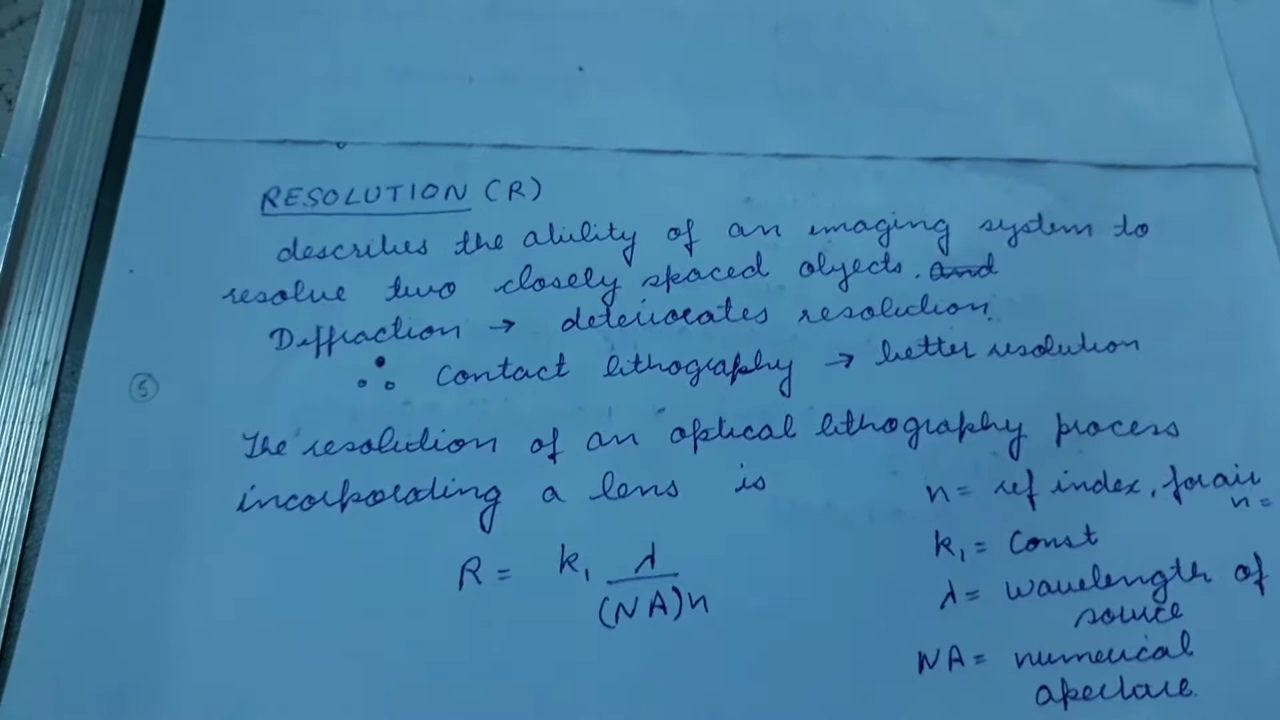 RESOLUTION (R)
describes the ability of an imaging system to
resolve two closely spaced objects. and
Diffraction → deteriorates resolution.
∴ contact lithography → better resolution
5
The resolution of an optical lithography process
incorporating a lens is
n = ref index, for air
n =
R = k₁ λ / (NA)n
k₁ = Const
λ = wavelength of
source
NA = numerical
aperture.